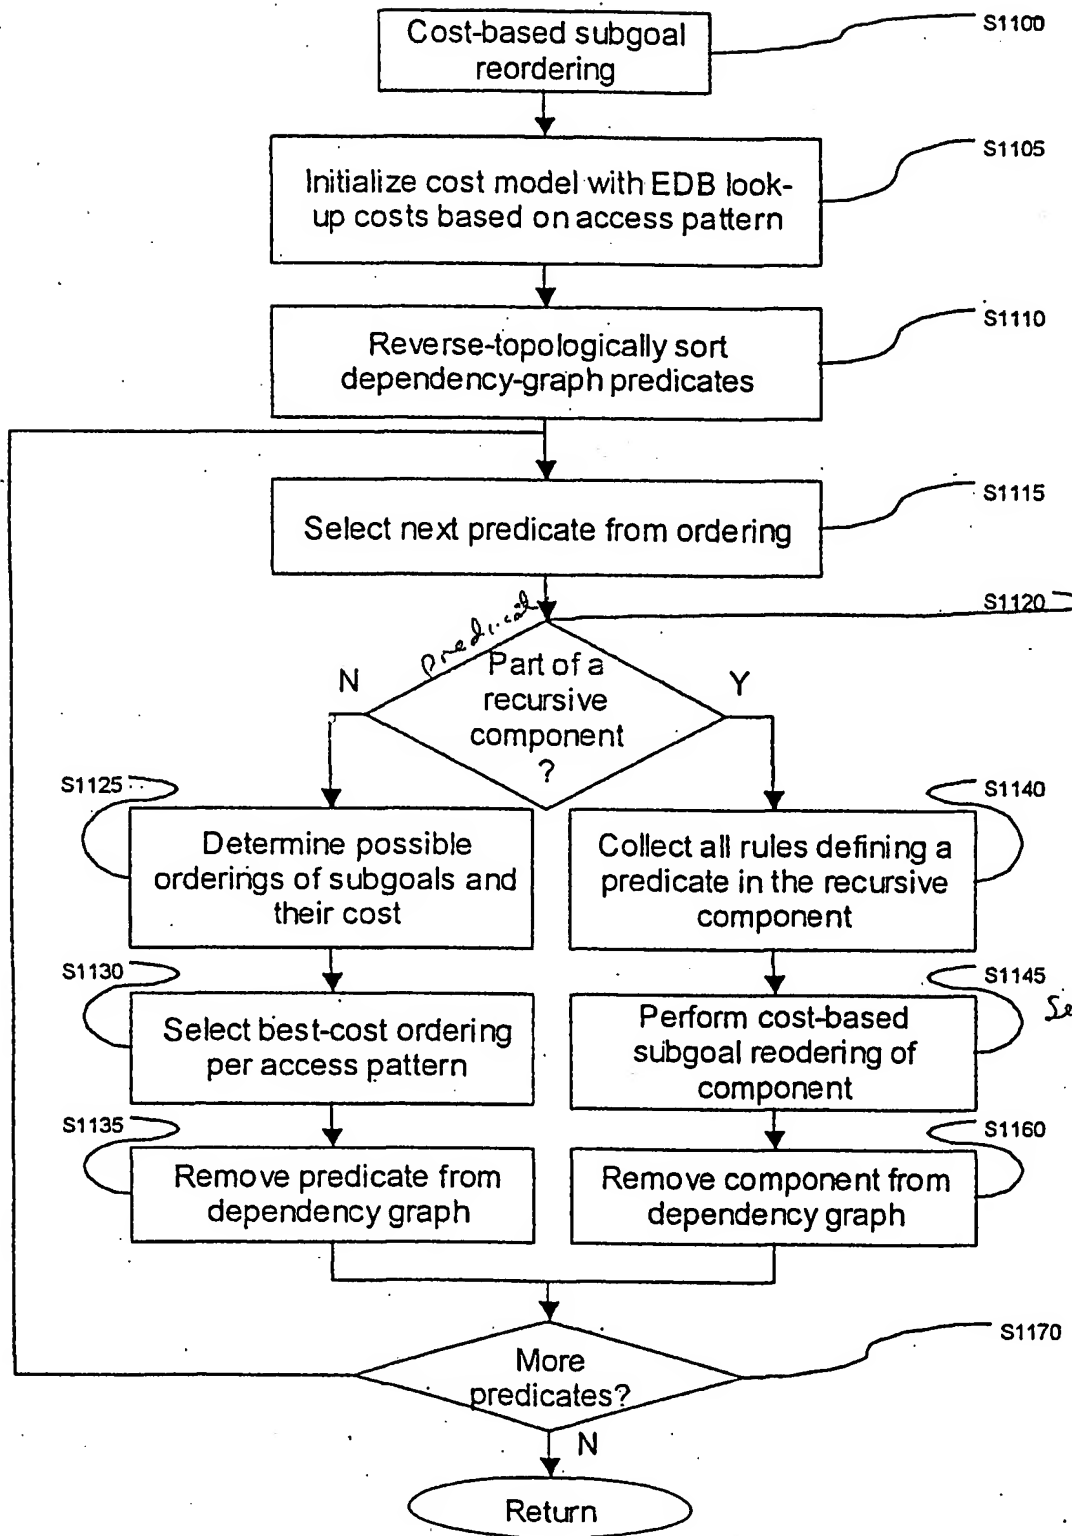 Cost-based subgoal
reordering
S1100
Initialize cost model with EDB look-
up costs based on access pattern
S1105
Reverse-topologically sort
dependency-graph predicates
S1110
Select next predicate from ordering
S1115
S1120
predicat
Part of a
recursive
component
?
N
Y
S1125
Determine possible
orderings of subgoals and
their cost
S1140
Collect all rules defining a
predicate in the recursive
component
S1130
Select best-cost ordering
per access pattern
S1145
Perform cost-based
subgoal reodering of
component
Se
S1135
Remove predicate from
dependency graph
S1160
Remove component from
dependency graph
More
predicates?
S1170
N
Return